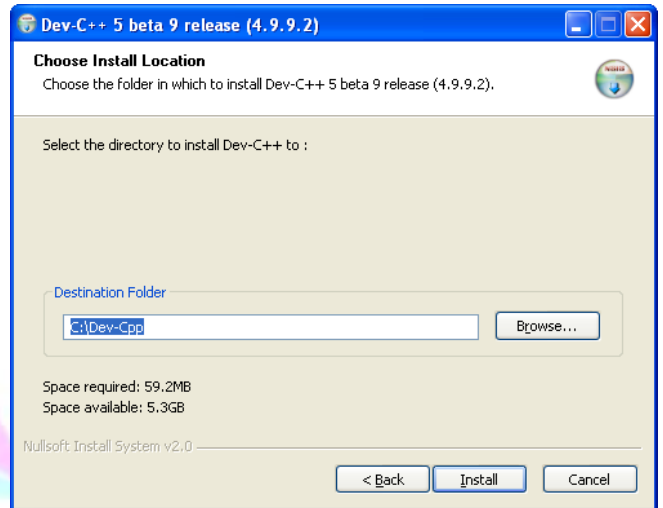 Dev-C++ 5 beta 9 release (4.9.9.2)
Choose Install Location
Choose the folder in which to install Dev-C++ 5 beta 9 release (4.9.9.2).
Select the directory to install Dev-C++ to :
Destination Folder
C:\Dev-Cpp
Browse...
Space required: 59.2MB
Space available: 5.3GB
Nullsoft Install System v2.0
< Back
Install
Cancel